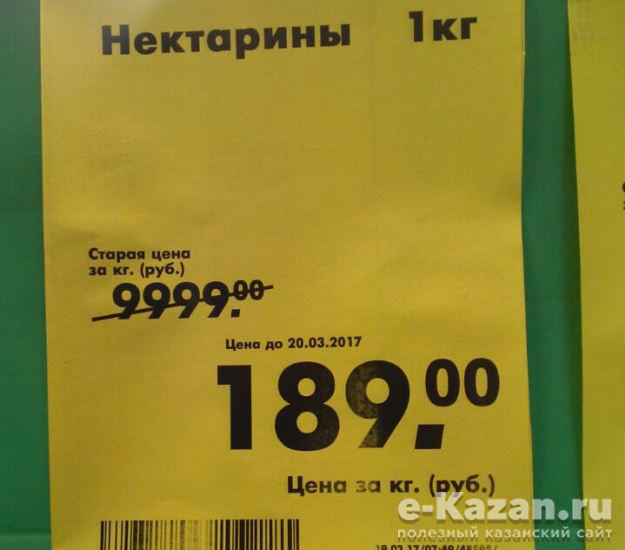 Нектарины 1кг
Старая цена
за кг. (руб.)
9999.00
Цена до 20.03.2017
189.00
Цена за кг. (руб.)
e-Kazan.ru
полезный казанский сайт